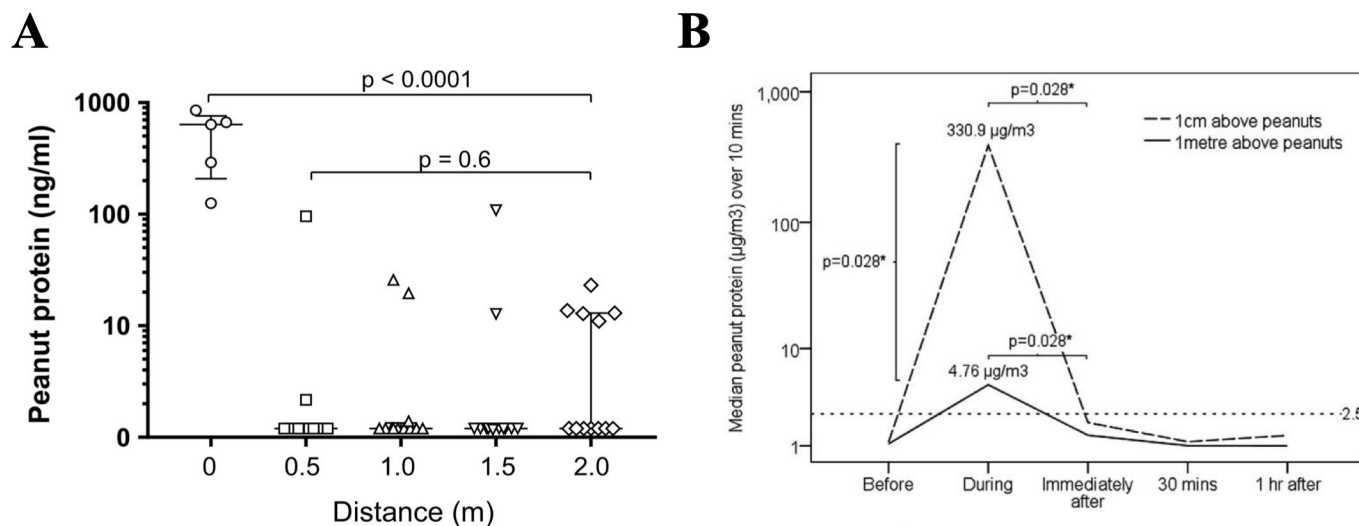 A
p < 0.0001
p = 0.6
Peanut protein (ng/ml)
1000
100
10
0
0 0.5 1.0 1.5 2.0
Distance (m)
B
p=0.028*
1cm above peanuts
1metre above peanuts
330.9 µg/m3
p=0.028*
p=0.028*
4.76 µg/m3
Median peanut protein (µg/m3) over 10 mins
1,000
100
10
1
2.5
Before During Immediately after 30 mins 1 hr after